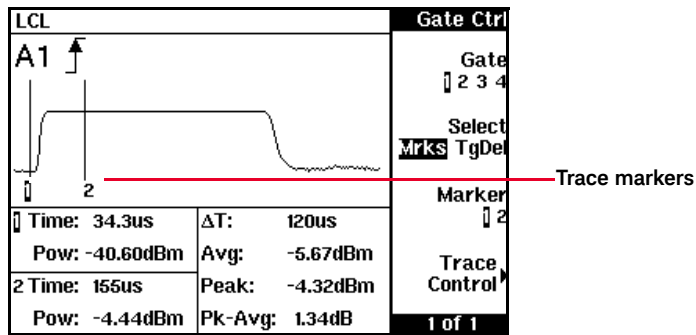 LCL
Gate Ctrl
A1
Gate
1 2 3 4
Select
Mrks TgDel
1 2
Trace markers
Marker
1 2
1 Time: 34.3us ΔT: 120us
Pow: -40.60dBm Avg: -5.67dBm
Trace Control
2 Time: 155us Peak: -4.32dBm
Pow: -4.44dBm Pk-Avg: 1.34dB
1 of 1